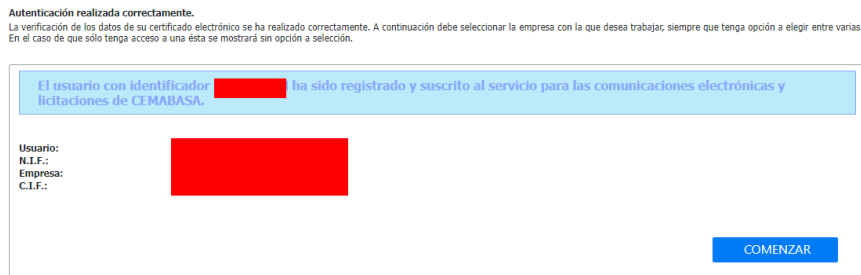 Autenticación realizada correctamente.
La verificación de los datos de su certificado electrónico se ha realizado correctamente. A continuación debe seleccionar la empresa con la que desea trabajar, siempre que tenga opción a elegir entre varias
En el caso de que sólo tenga acceso a una ésta se mostrará sin opción a selección.
El usuario con identificador ha sido registrado y suscrito al servicio para las comunicaciones electrónicas y
licitaciones de CEMABASA.
Usuario:
N.I.F.:
Empresa:
C.I.F.:
COMENZAR